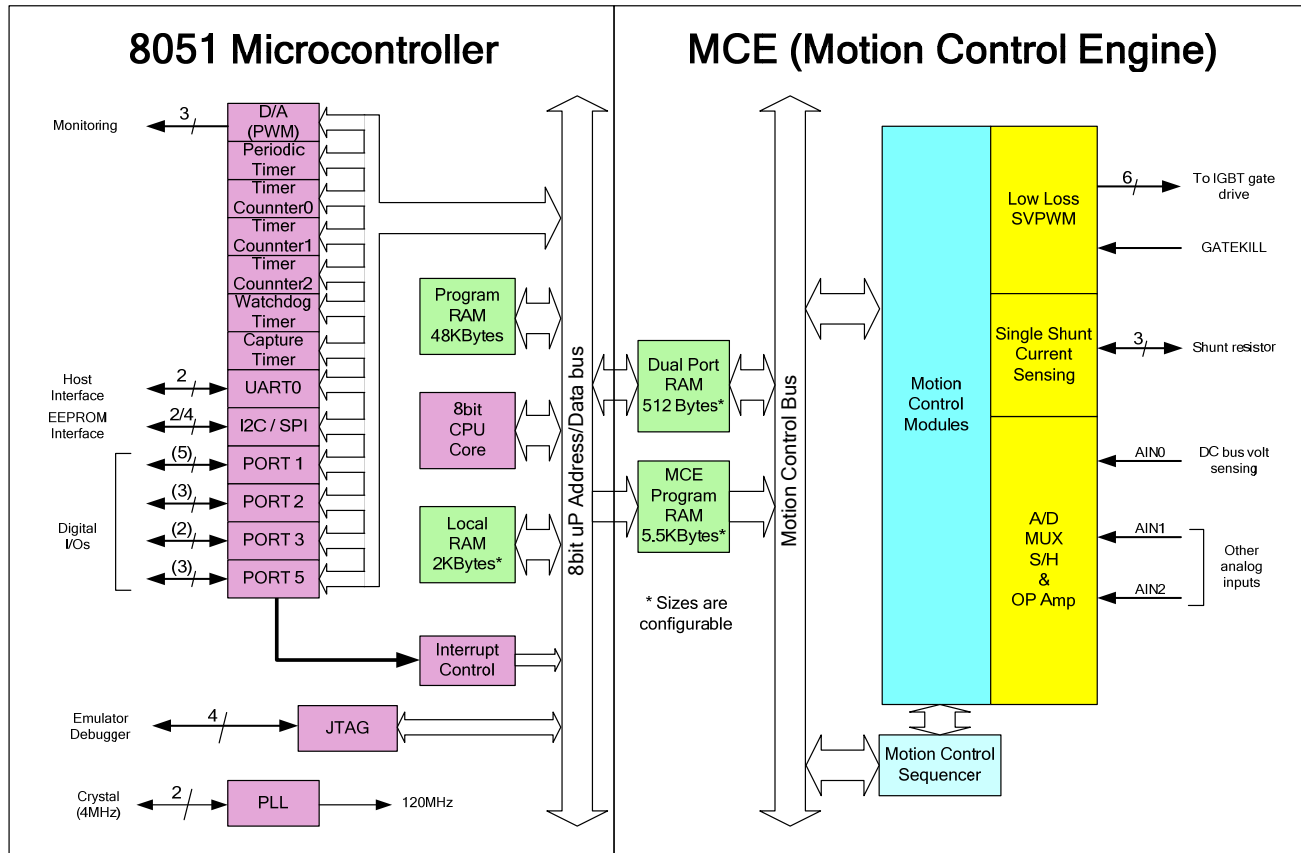 8051 Microcontroller
MCE (Motion Control Engine)
Monitoring
3
D/A
(PWM)
Periodic
Timer
Timer
Counnter0
Timer
Counnter1
Timer
Counnter2
Watchdog
Timer
Capture
Timer
Host
Interface
2
UART0
EEPROM
Interface
2/4
I2C / SPI
Digital
I/Os
(5)
PORT 1
(3)
PORT 2
(2)
PORT 3
(3)
PORT 5
Program
RAM
48KBytes
8bit
CPU
Core
Local
RAM
2KBytes*
Interrupt
Control
Emulator
Debugger
4
JTAG
Crystal
(4MHz)
2
PLL
120MHz
8bit uP Address/Data bus
Dual Port
RAM
512 Bytes*
MCE
Program
RAM
5.5KBytes*
* Sizes are
configurable
Motion Control Bus
Motion
Control
Modules
Low Loss
SVPWM
6
To IGBT gate
drive
GATEKILL
Single Shunt
Current
Sensing
3
Shunt resistor
A/D
MUX
S/H
&
OP Amp
AIN0
DC bus volt
sensing
AIN1
AIN2
Other
analog
inputs
Motion Control
Sequencer